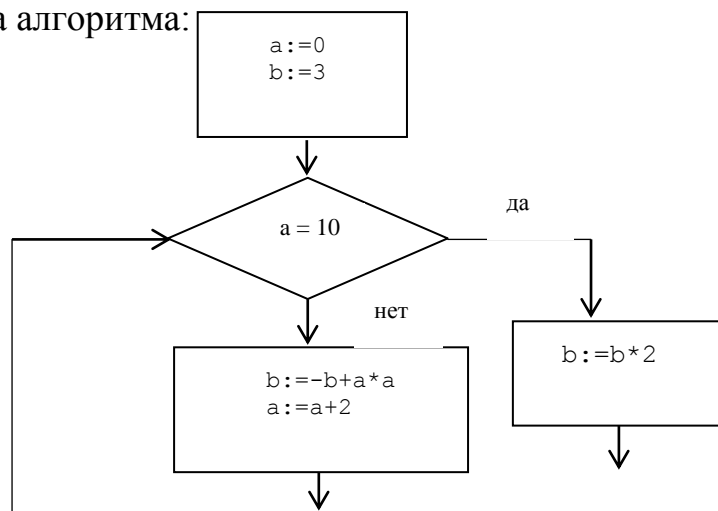 а алгоритма:
a:=0
b:=3
a = 10
да
нет
b:=-b+a*a
a:=a+2
b:=b*2